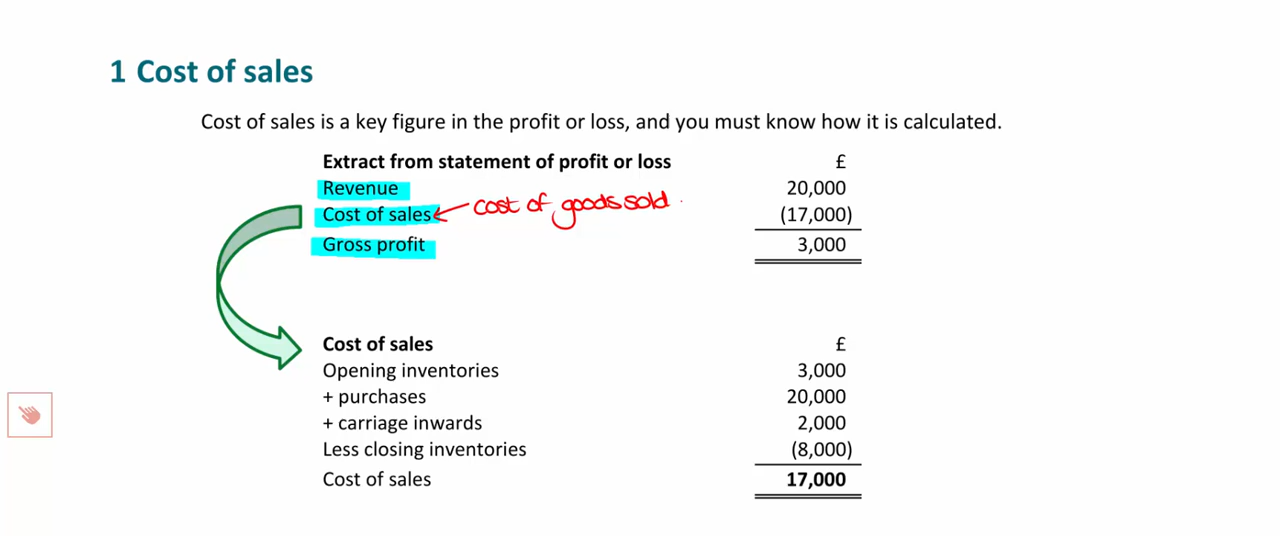 1 Cost of sales
Cost of sales is a key figure in the profit or loss, and you must know how it is calculated.
Extract from statement of profit or loss £
Revenue 20,000
Cost of sales cost of goods sold (17,000)
Gross profit 3,000
Cost of sales £
Opening inventories 3,000
+ purchases 20,000
+ carriage inwards 2,000
Less closing inventories (8,000)
Cost of sales 17,000